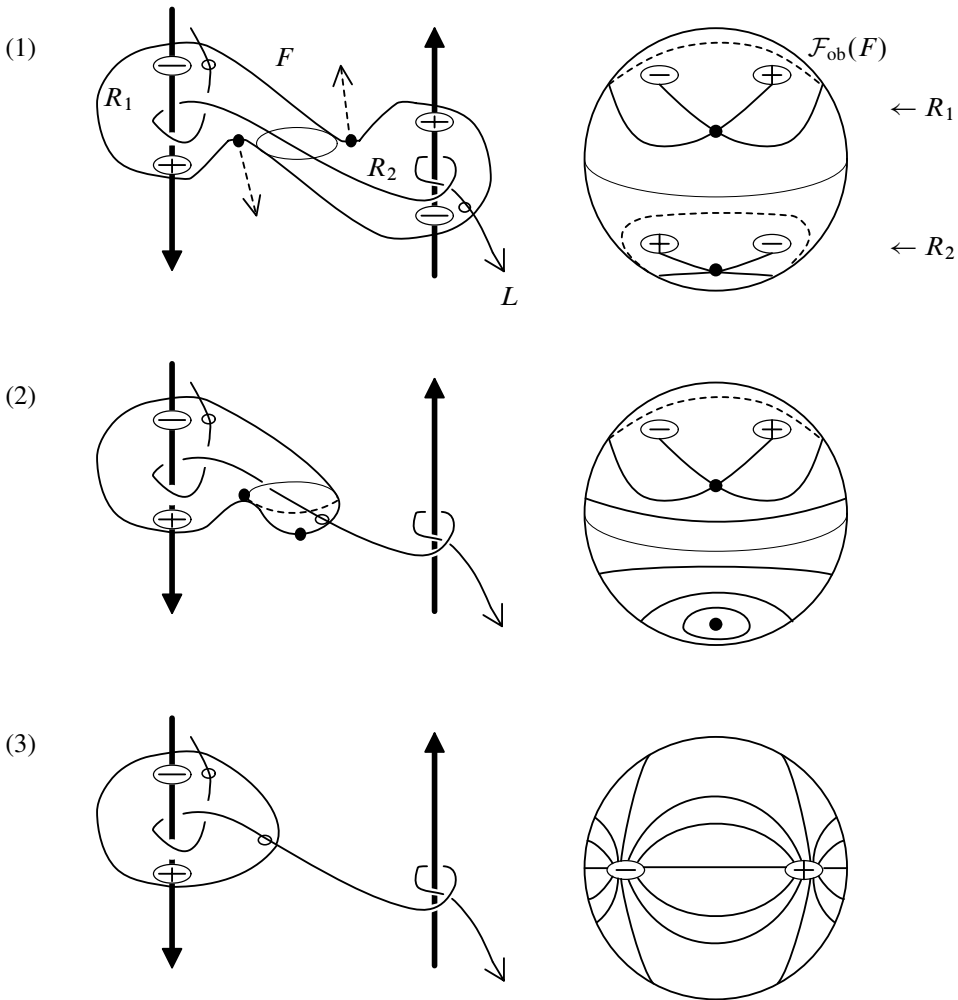 (1)
F
R₁
R₂
L
− + + −
𝓕ob(F)
− +
← R₁
+ −
← R₂
(2)
− +
− +
(3)
− +
− +